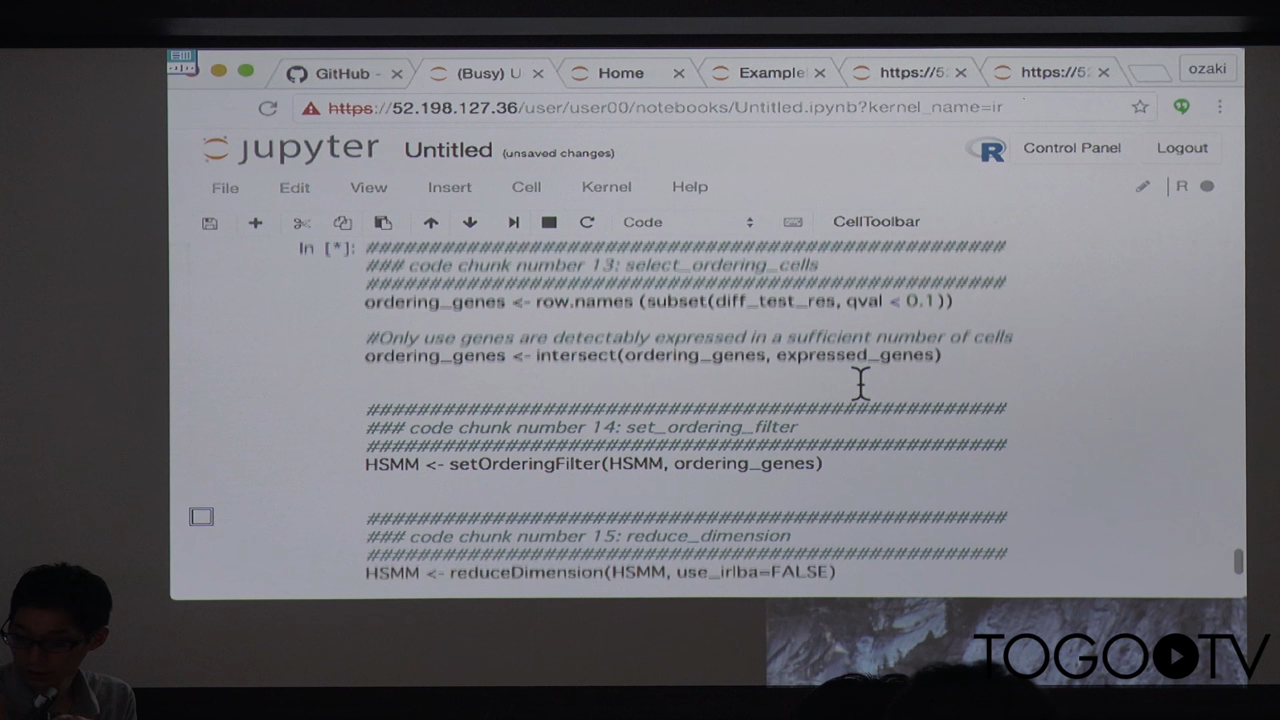 GitHub - (Busy) U Home Example https://5 https://5: ozaki
https://52.198.127.36/user/user00/notebooks/Untitled.ipynb?kernel_name=ir
jupyter Untitled (unsaved changes) R Control Panel Logout
File Edit View Insert Cell Kernel Help R
Code CellToolbar
In [*]: ##################################################
### code chunk number 13: select_ordering_cells
##################################################
ordering_genes <- row.names (subset(diff_test_res, qval < 0.1))
#Only use genes are detectably expressed in a sufficient number of cells
ordering_genes <- intersect(ordering_genes, expressed_genes)
##################################################
### code chunk number 14: set_ordering_filter
##################################################
HSMM <- setOrderingFilter(HSMM, ordering_genes)
##################################################
### code chunk number 15: reduce_dimension
##################################################
HSMM <- reduceDimension(HSMM, use_irlba=FALSE)
TOGO TV